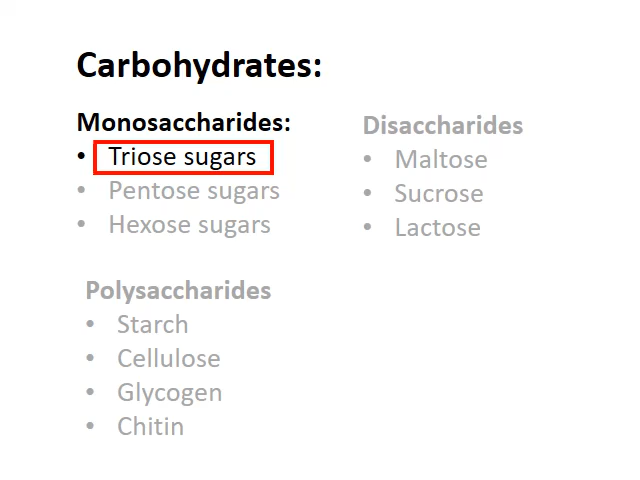 Carbohydrates:
Monosaccharides:
• Triose sugars
• Pentose sugars
• Hexose sugars
Disaccharides
• Maltose
• Sucrose
• Lactose
Polysaccharides
• Starch
• Cellulose
• Glycogen
• Chitin